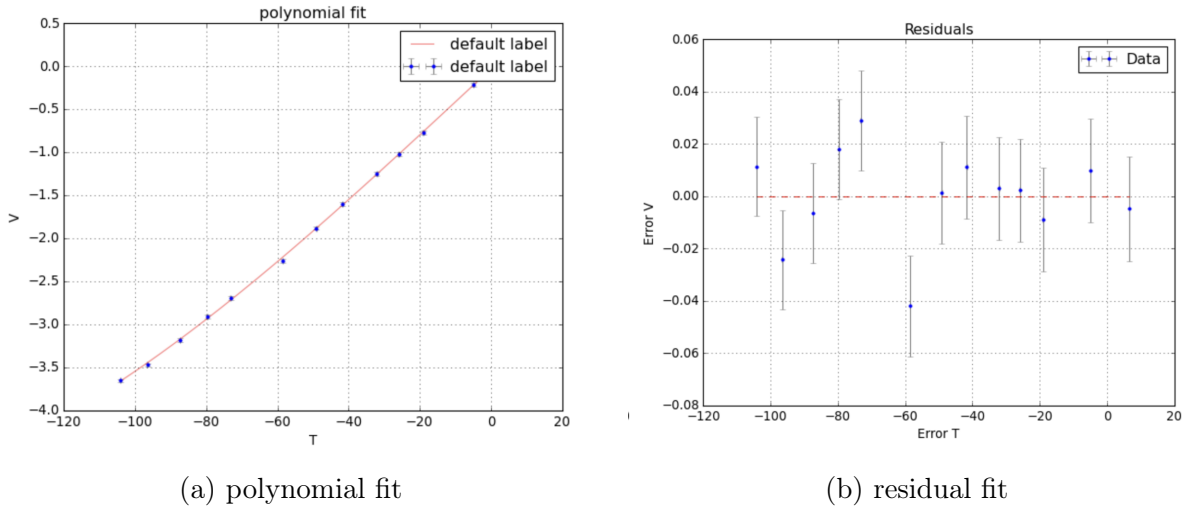 polynomial fit
0.5
0.0
−0.5
−1.0
−1.5
−2.0
−2.5
−3.0
−3.5
−4.0
V
default label
default label
−120 −100 −80 −60 −40 −20 0 20
T
(a) polynomial fit
Residuals
0.06
0.04
0.02
0.00
−0.02
−0.04
−0.06
−0.08
Error V
Data
−120 −100 −80 −60 −40 −20 0 20
Error T
(b) residual fit